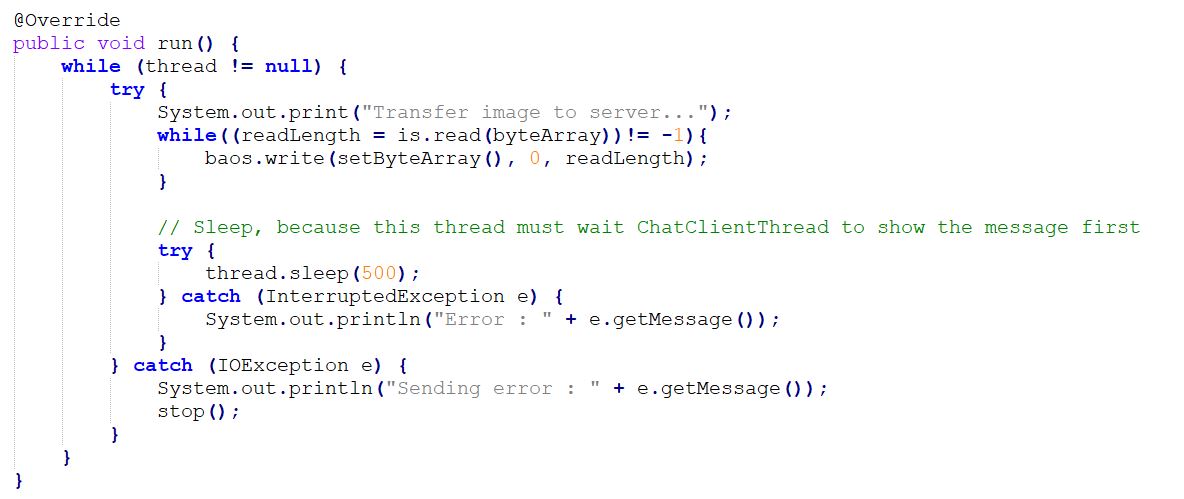 @Override
public void run() {
    while (thread != null) {
        try {
            System.out.print("Transfer image to server...");
            while((readLength = is.read(byteArray))!= -1){
                baos.write(setByteArray(), 0, readLength);
            }

            // Sleep, because this thread must wait ChatClientThread to show the message first
            try {
                thread.sleep(500);
            } catch (InterruptedException e) {
                System.out.println("Error : " + e.getMessage());
            }
        } catch (IOException e) {
            System.out.println("Sending error : " + e.getMessage());
            stop();
        }
    }
}